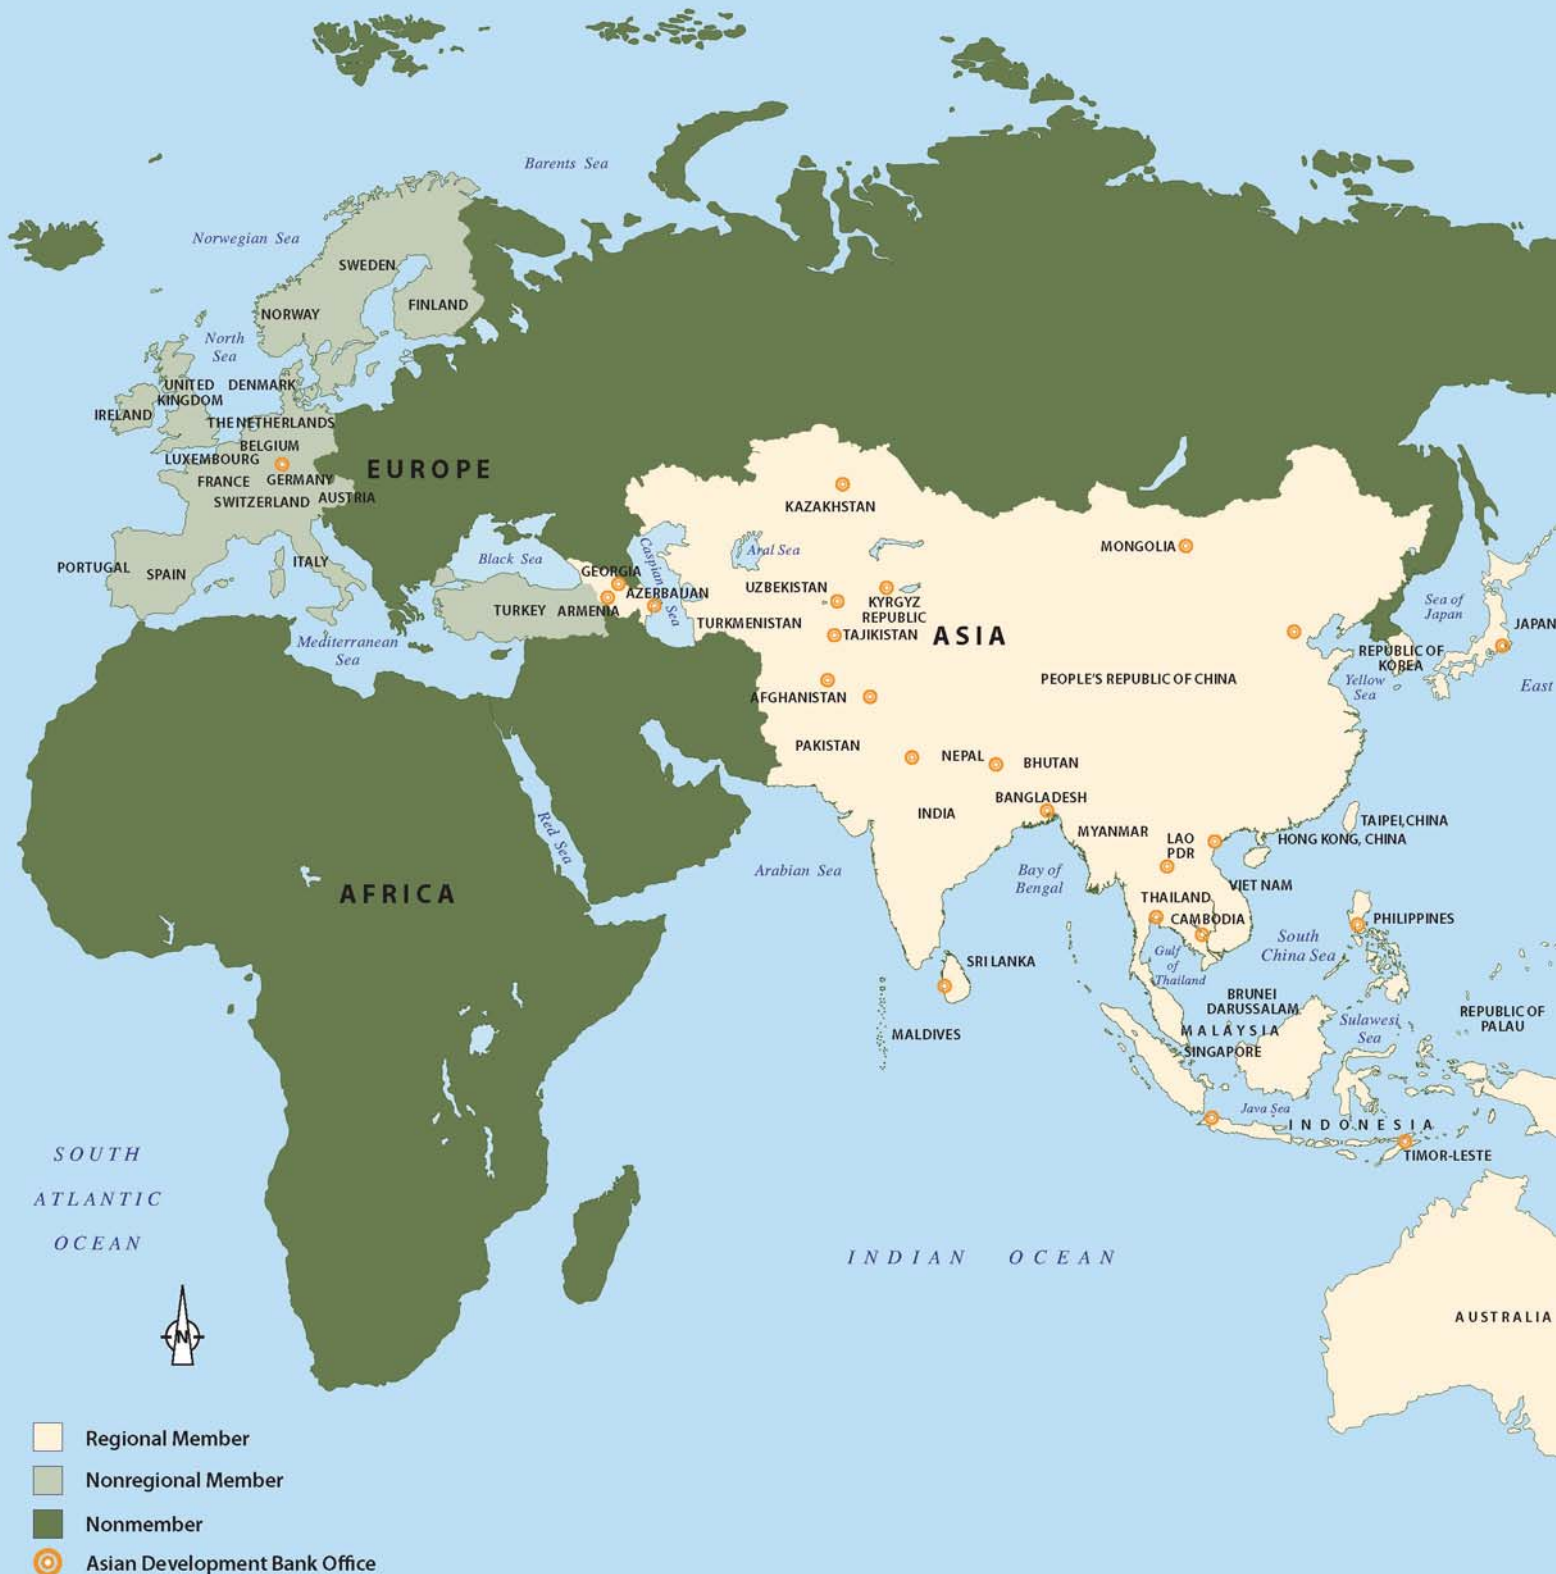 Barents Sea
Norwegian Sea
SWEDEN
FINLAND
NORWAY
North
Sea
UNITED
KINGDOM
DENMARK
IRELAND
THE NETHERLANDS
BELGIUM
LUXEMBOURG
EUROPE
FRANCE
GERMANY
SWITZERLAND
AUSTRIA
KAZAKHSTAN
MONGOLIA
Black Sea
Caspian
Sea
Aral Sea
ITALY
PORTUGAL
SPAIN
GEORGIA
AZERBAIJAN
UZBEKISTAN
KYRGYZ
REPUBLIC
TURKEY
ARMENIA
TURKMENISTAN
TAJIKISTAN
ASIA
Sea of
Japan
JAPAN
Mediterranean
Sea
REPUBLIC OF
KOREA
PEOPLE'S REPUBLIC OF CHINA
Yellow
Sea
East
AFGHANISTAN
PAKISTAN
NEPAL
BHUTAN
BANGLADESH
INDIA
MYANMAR
LAO
PDR
TAIPEI,CHINA
HONG KONG, CHINA
Red Sea
Arabian Sea
Bay of
Bengal
AFRICA
VIET NAM
THAILAND
CAMBODIA
PHILIPPINES
South
China Sea
Gulf
of
Thailand
SRI LANKA
BRUNEI
DARUSSALAM
MALAYSIA
SINGAPORE
Sulawesi
Sea
REPUBLIC OF
PALAU
MALDIVES
Java Sea
INDONESIA
TIMOR-LESTE
SOUTH
ATLANTIC
OCEAN
INDIAN OCEAN
AUSTRALIA
N
Regional Member
Nonregional Member
Nonmember
Asian Development Bank Office